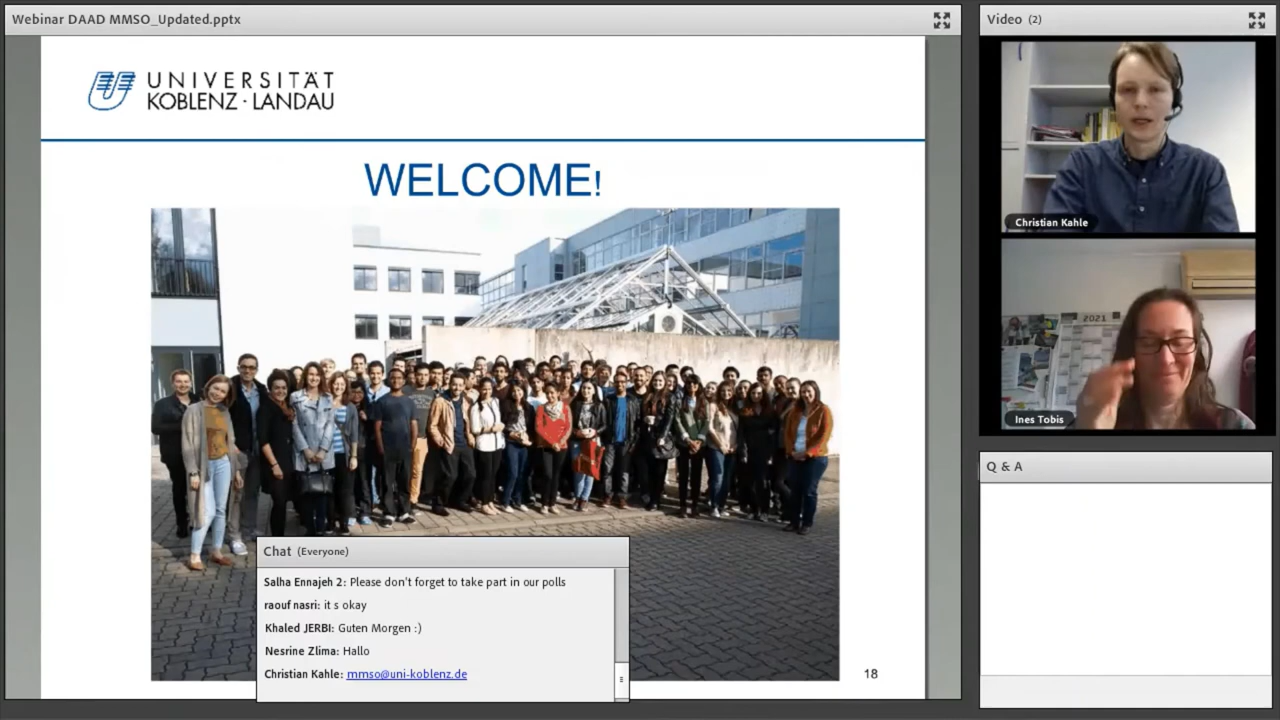 Webinar DAAD MMSO_Updated.pptx
UNIVERSITÄT
KOBLENZ · LANDAU
WELCOME!
18
Chat (Everyone)
Salha Ennajeh 2: Please don't forget to take part in our polls
raouf nasri: it s okay
Khaled JERBI: Guten Morgen :)
Nesrine Zlima: Hallo
Christian Kahle: mmso@uni-koblenz.de
Video (2)
Christian Kahle
2021
Ines Tobis
Q & A